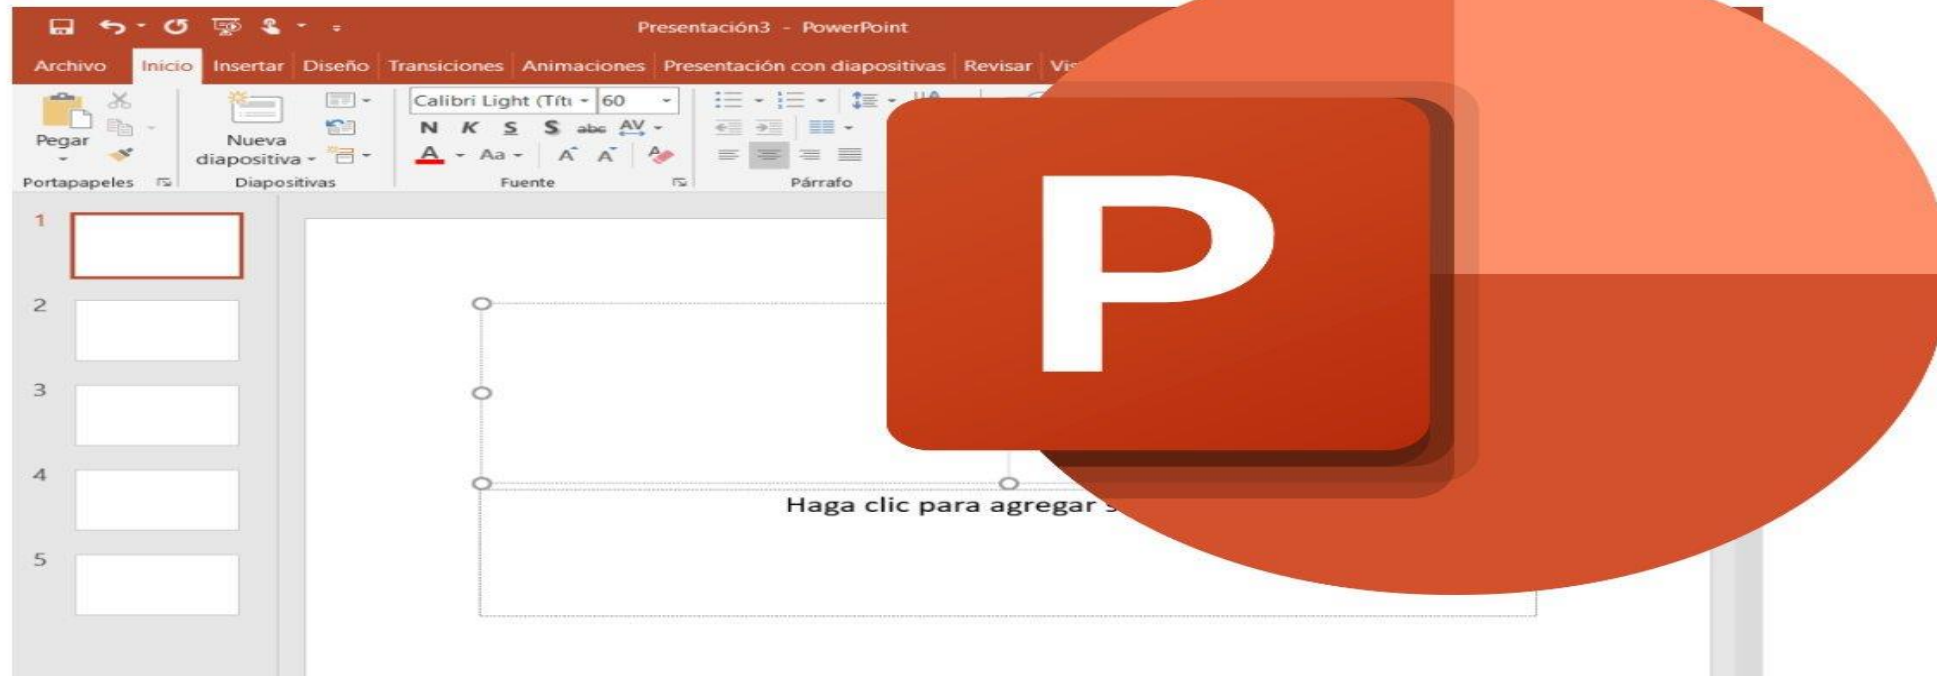 Presentación3 - PowerPoint
Archivo Inicio Insertar Diseño Transiciones Animaciones Presentación con diapositivas Revisar
Calibri Light (Títu 60
N K S S abc AV
Pegar Nueva
diapositiva
A Aa A A A
Portapapeles Diapositivas Fuente Párrafo
1
2
3
4
5
Haga clic para agregar
P